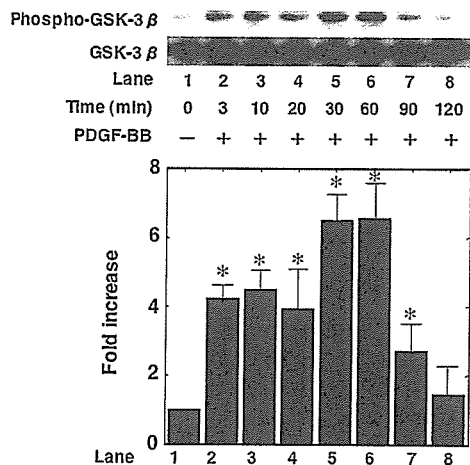 Phospho-GSK-3 β
GSK-3 β
Lane 1 2 3 4 5 6 7 8
Time (min) 0 3 10 20 30 60 90 120
PDGF-BB − + + + + + + +
8
6
4
2
0
Fold increase
* * * * * *
Lane 1 2 3 4 5 6 7 8